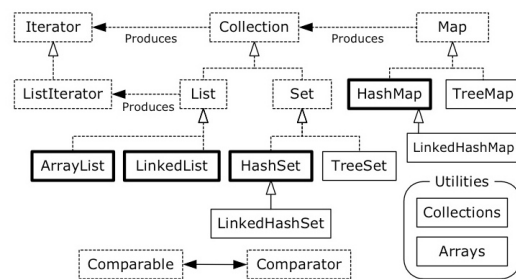 Iterator
Collection
Map
Produces
Produces
ListIterator
List
Set
HashMap
TreeMap
Produces
LinkedHashMap
ArrayList
LinkedList
HashSet
TreeSet
Utilities
Collections
LinkedHashSet
Arrays
Comparable
Comparator